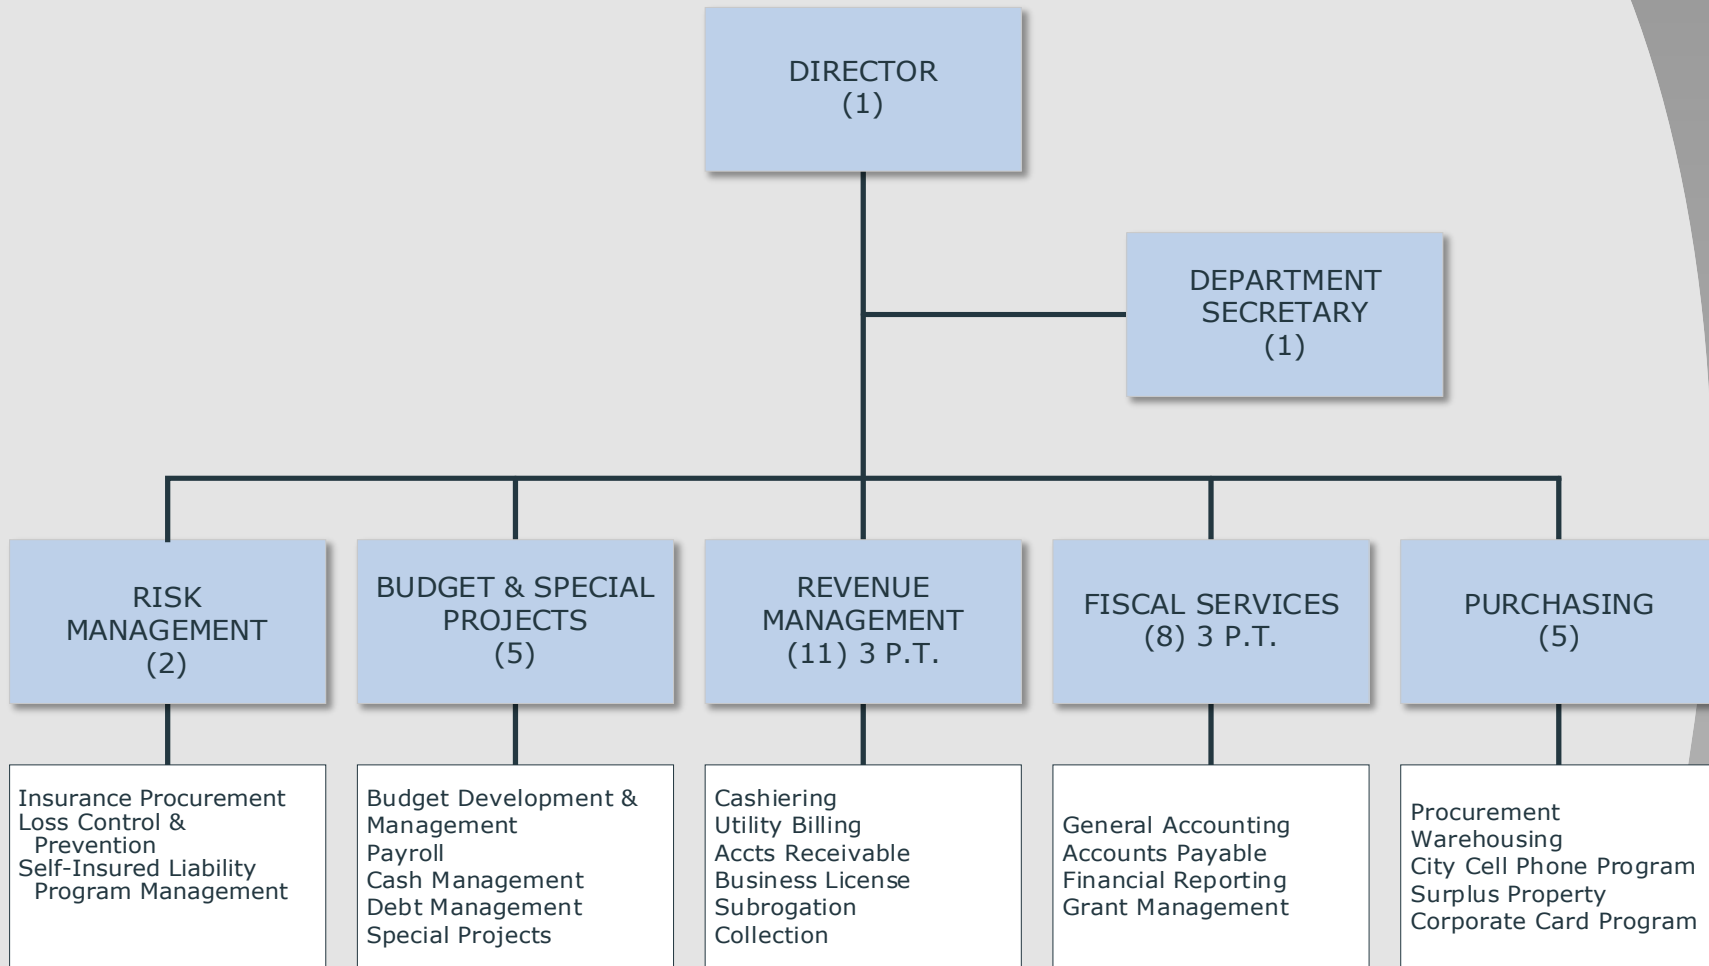 DIRECTOR
(1)
DEPARTMENT
SECRETARY
(1)
RISK
MANAGEMENT
(2)
BUDGET & SPECIAL
PROJECTS
(5)
REVENUE
MANAGEMENT
(11) 3 P.T.
FISCAL SERVICES
(8) 3 P.T.
PURCHASING
(5)
Insurance Procurement
Loss Control &
Prevention
Self-Insured Liability
Program Management
Budget Development &
Management
Payroll
Cash Management
Debt Management
Special Projects
Cashiering
Utility Billing
Accts Receivable
Business License
Subrogation
Collection
General Accounting
Accounts Payable
Financial Reporting
Grant Management
Procurement
Warehousing
City Cell Phone Program
Surplus Property
Corporate Card Program